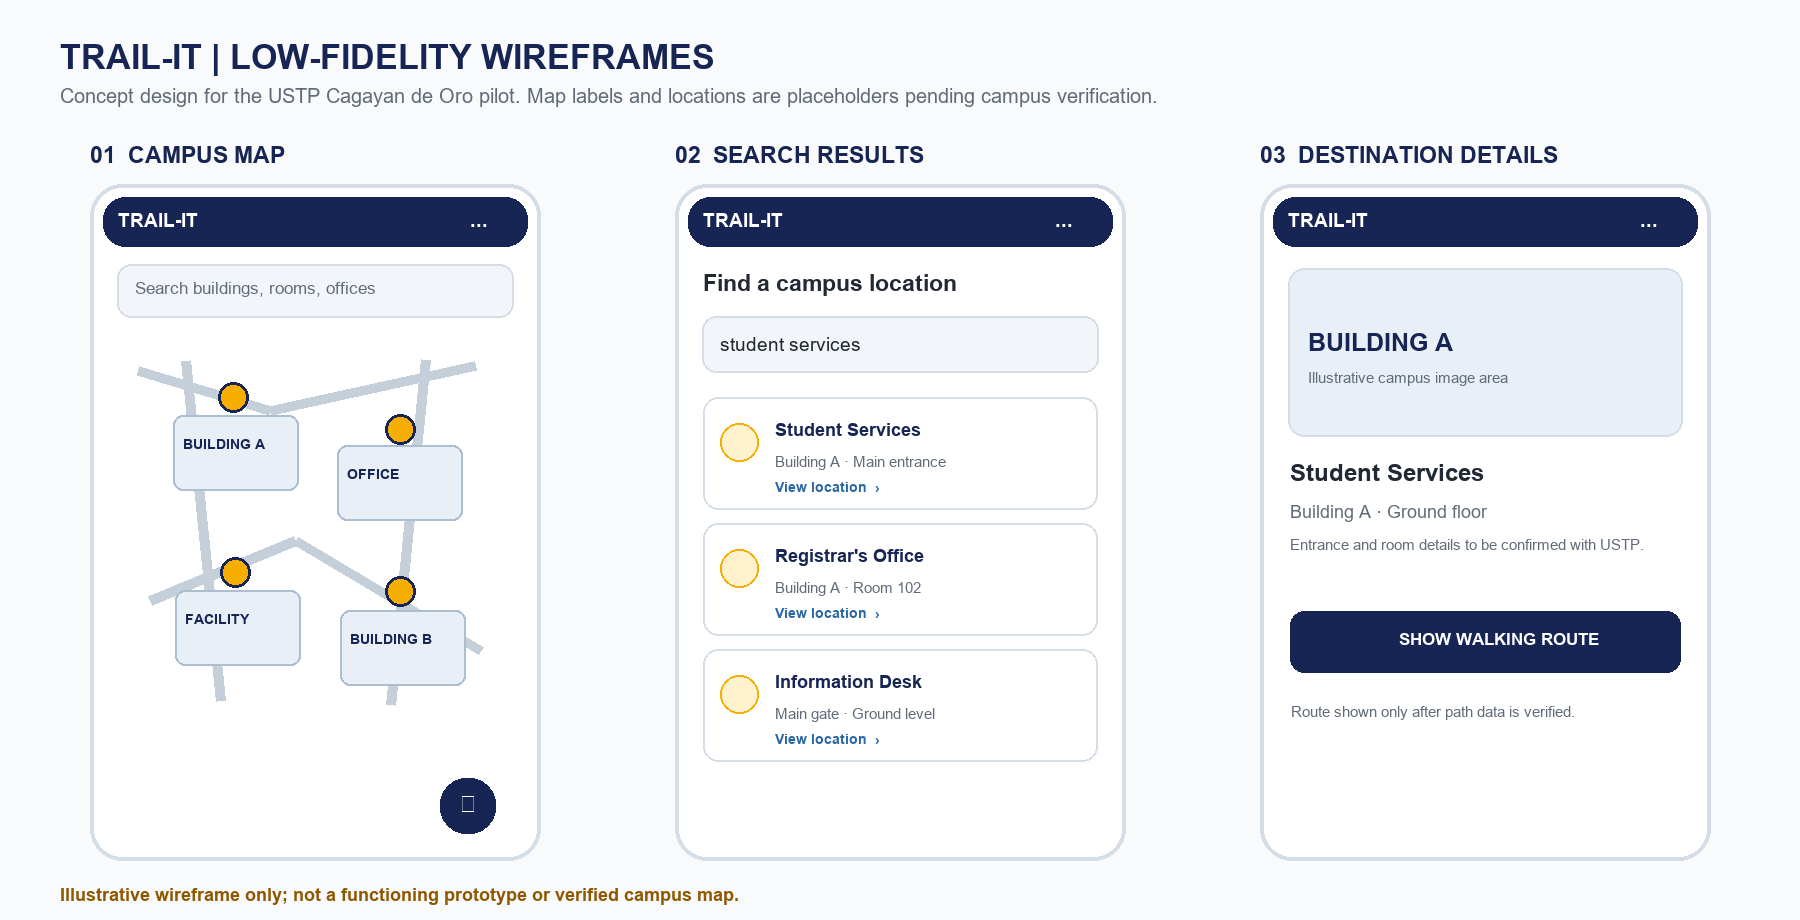 TRAIL-IT | LOW-FIDELITY WIREFRAMES
Concept design for the USTP Cagayan de Oro pilot. Map labels and locations are placeholders pending campus verification.
01 CAMPUS MAP
TRAIL-IT ...
Search buildings, rooms, offices
BUILDING A
OFFICE
FACILITY
BUILDING B
02 SEARCH RESULTS
TRAIL-IT ...
Find a campus location
student services
Student Services
Building A · Main entrance
View location ›
Registrar's Office
Building A · Room 102
View location ›
Information Desk
Main gate · Ground level
View location ›
03 DESTINATION DETAILS
TRAIL-IT ...
BUILDING A
Illustrative campus image area
Student Services
Building A · Ground floor
Entrance and room details to be confirmed with USTP.
SHOW WALKING ROUTE
Route shown only after path data is verified.
Illustrative wireframe only; not a functioning prototype or verified campus map.